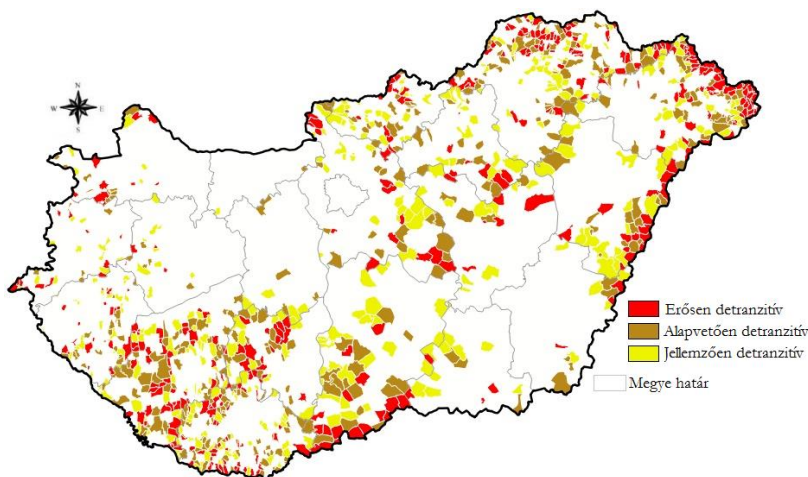 N
W E
S
Erősen detranzitív
Alapvetően detranzitív
Jellemzően detranzitív
Megye határ